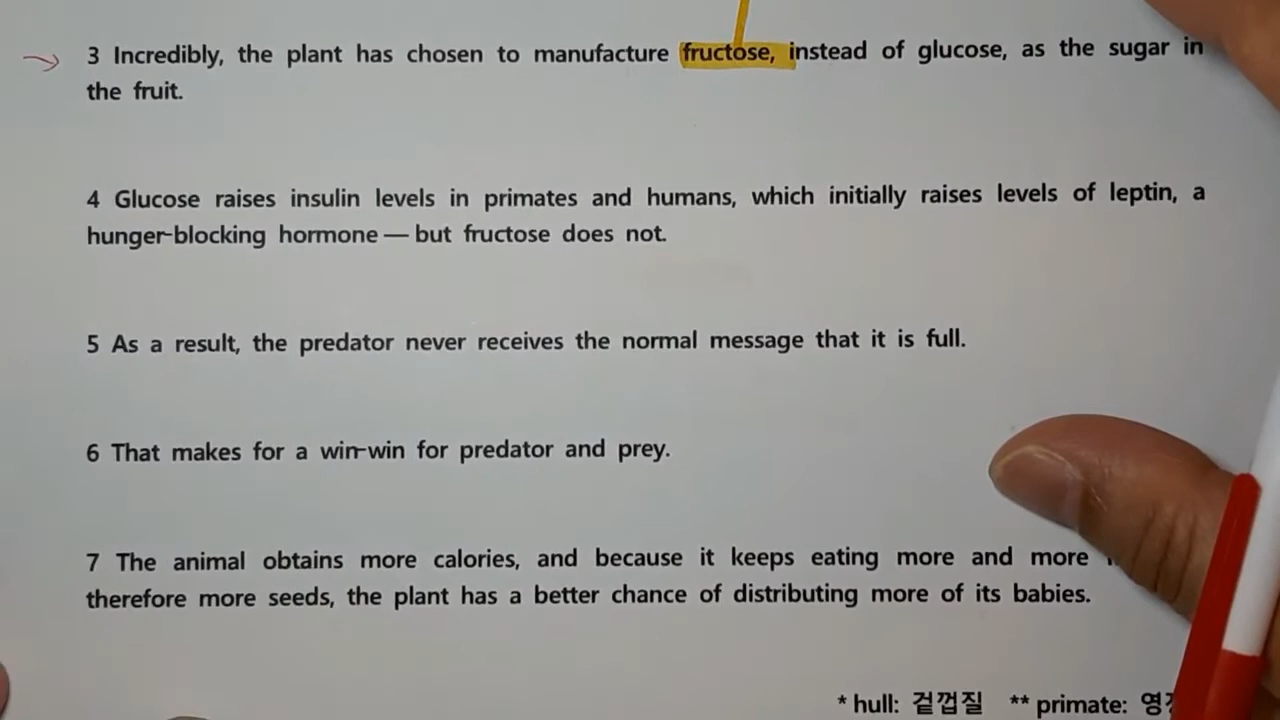 3 Incredibly, the plant has chosen to manufacture fructose, instead of glucose, as the sugar in
the fruit.
4 Glucose raises insulin levels in primates and humans, which initially raises levels of leptin, a
hunger-blocking hormone — but fructose does not.
5 As a result, the predator never receives the normal message that it is full.
6 That makes for a win-win for predator and prey.
7 The animal obtains more calories, and because it keeps eating more and more
therefore more seeds, the plant has a better chance of distributing more of its babies.
* hull: 겉껍질 ** primate: